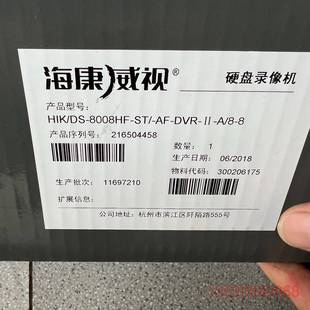 海康威视®
硬盘录像机
产品型号:
HIK/DS-8008HF-ST/-AF-DVR-II-A/8-8
产品序列号: 216504458
数量: 1
生产日期: 06/2018
生产批次: 11697210
物料代码: 300206175
扩展信息:
公司地址: 杭州市滨江区阡陌路555号